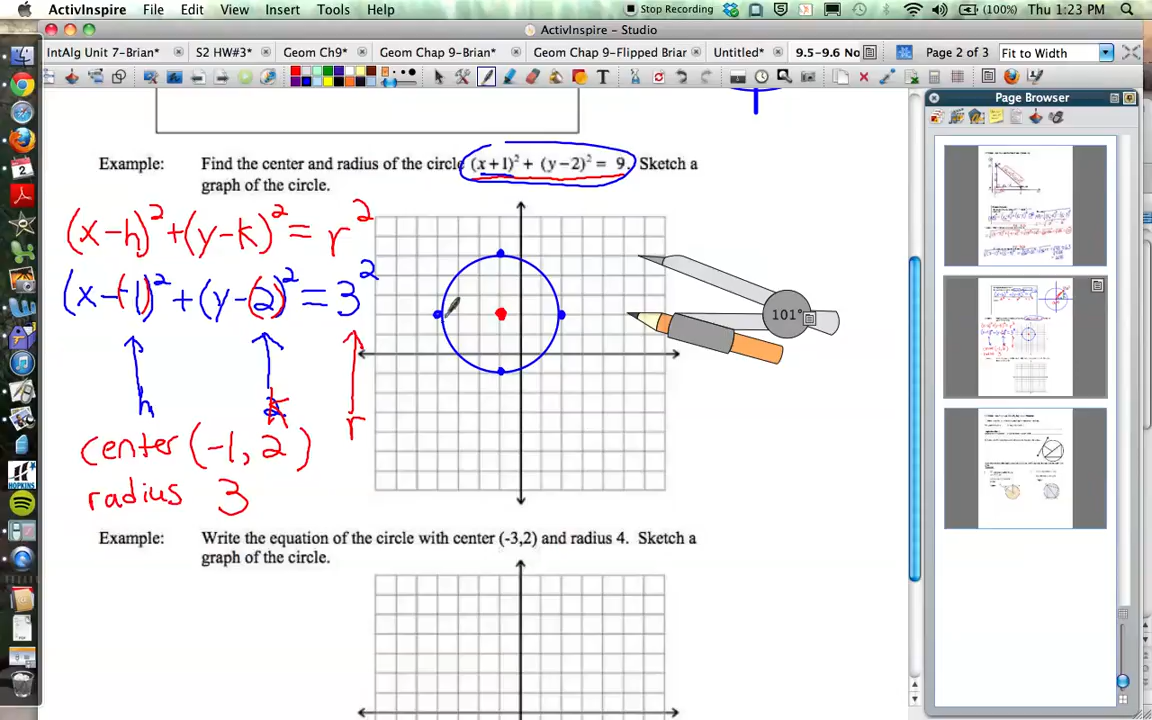 ActivInspire File Edit View Insert Tools Help Stop Recording (100%) Thu 1:23 PM
ActivInspire - Studio
IntAlg Unit 7-Brian* S2 HW#3* Geom Ch9* Geom Chap 9-Brian* Geom Chap 9-Flipped Briar Untitled* 9.5-9.6 No Page 2 of 3 Fit to Width
Page Browser
Example: Find the center and radius of the circle (x+1)² + (y−2)² = 9. Sketch a
graph of the circle.
(x-h)² + (y-k)² = r²
(x-(-1))² + (y-(2))² = 3²
101°
h k r
center (-1, 2)
radius 3
Example: Write the equation of the circle with center (-3,2) and radius 4. Sketch a
graph of the circle.